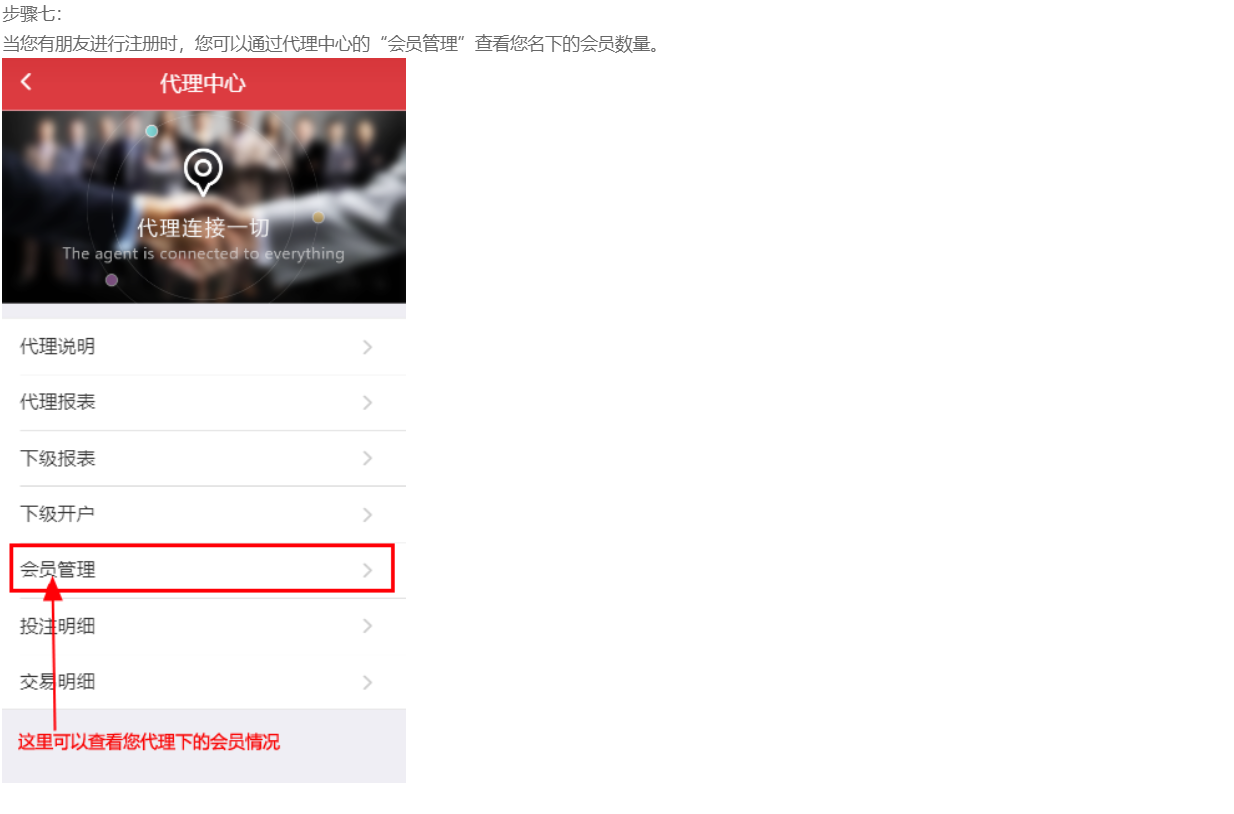 步骤七：
当您有朋友进行注册时，您可以通过代理中心的“会员管理”查看您名下的会员数量。
代理中心
代理连接一切
The agent is connected to everything
代理说明
代理报表
下级报表
下级开户
会员管理
投注明细
交易明细
这里可以查看您代理下的会员情况